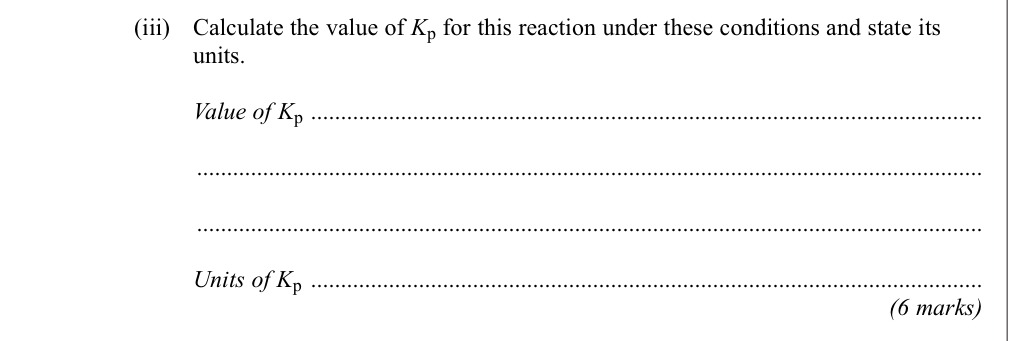 (iii) Calculate the value of Kp for this reaction under these conditions and state its
units.
Value of Kp ................................................................................................................
...................................................................................................................................
...................................................................................................................................
Units of Kp ................................................................................................................
(6 marks)